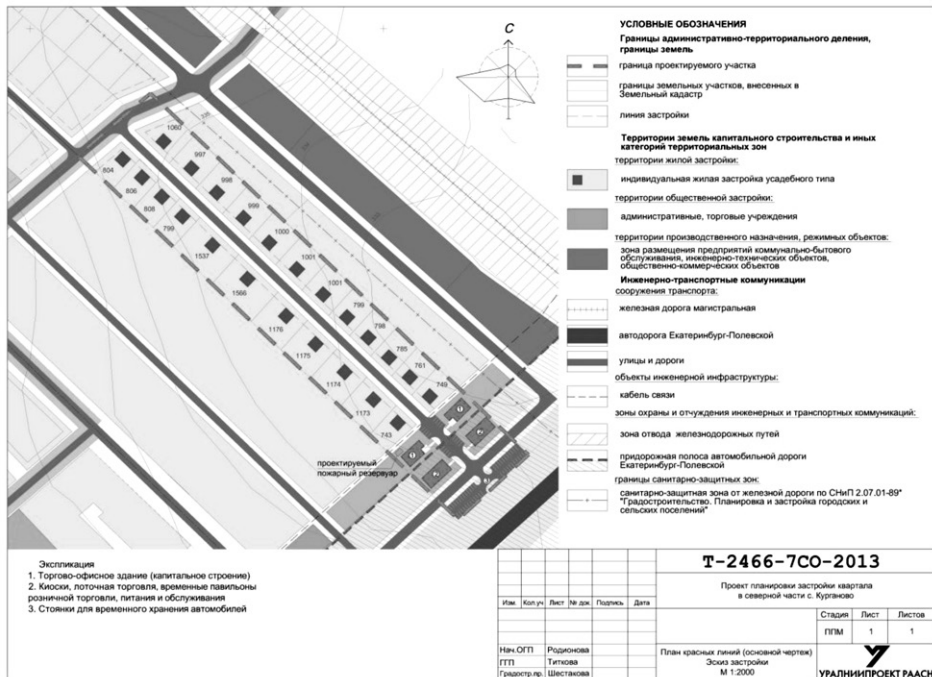 УСЛОВНЫЕ ОБОЗНАЧЕНИЯ
Границы административно-территориального деления,
границы земель
граница проектируемого участка
границы земельных участков, внесенных в
Земельный кадастр
линия застройки
Территории земель капитального строительства и иных
категорий территориальных зон
территории жилой застройки:
индивидуальная жилая застройка усадебного типа
территории общественной застройки:
административные, торговые учреждения
территории производственного назначения, режимных объектов:
зона размещения предприятий коммунально-бытового
обслуживания, инженерно-технических объектов,
общественно-коммерческих объектов
Инженерно-транспортные коммуникации
сооружения транспорта:
железная дорога магистральная
автодорога Екатеринбург-Полевской
улицы и дороги
объекты инженерной инфраструктуры:
кабель связи
зоны охраны и отчуждения инженерных и транспортных коммуникаций:
зона отвода железнодорожных путей
придорожная полоса автомобильной дороги
Екатеринбург-Полевской
границы санитарно-защитных зон:
санитарно-защитная зона от железной дороги по СНиП 2.07.01-89*
"Градостроительство. Планировка и застройка городских и
сельских поселений"
С
1060
997
998
999
1000
1001
1001
799
798
785
761
749
804
806
808
799
1537
1566
1176
1175
1174
1173
743
проектируемый
пожарный резервуар
Экспликация
1. Торгово-офисное здание (капитальное строение)
2. Киоски, лоточная торговля, временные павильоны
розничной торговли, питания и обслуживания
3. Стоянки для временного хранения автомобилей
Т-2466-7СО-2013
Проект планировки застройки квартала
в северной части с. Курганово
Изм. Кол.уч Лист № док. Подпись Дата
Стадия Лист Листов
ППМ 1 1
Нач.ОГП Родионова
ГГП Титкова
Градостр.пр. Шестакова
План красных линий (основной чертеж)
Эскиз застройки
М 1:2000
УРАЛНИИПРОЕКТ РААСН